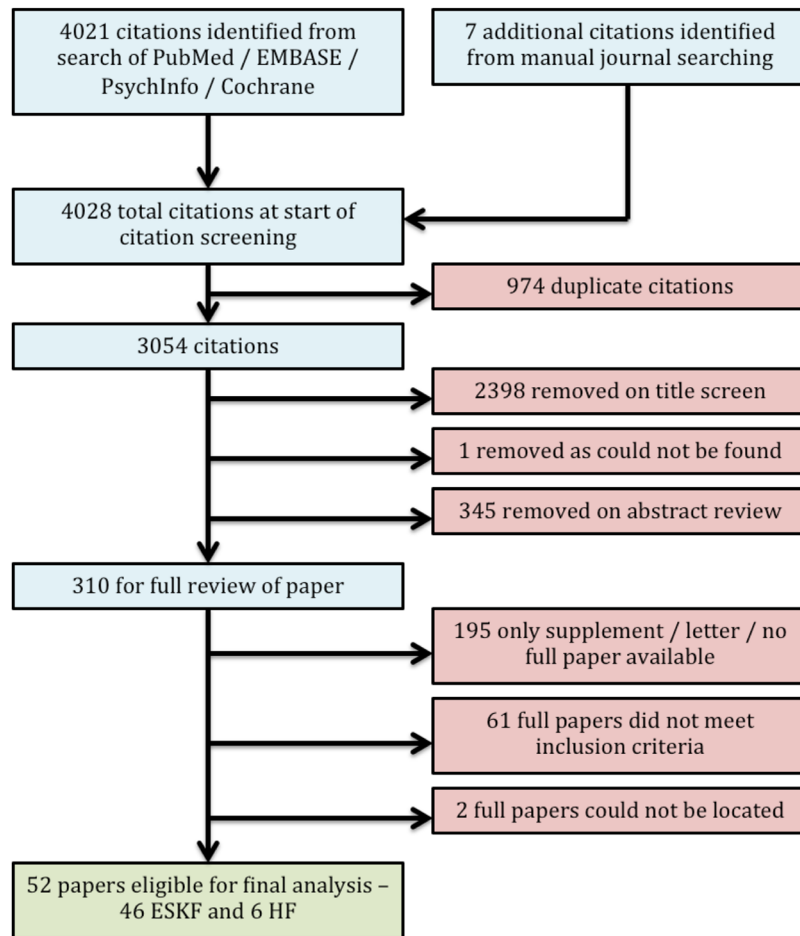 4021 citations identified from
search of PubMed / EMBASE /
PsychInfo / Cochrane
7 additional citations identified
from manual journal searching
4028 total citations at start of
citation screening
974 duplicate citations
3054 citations
2398 removed on title screen
1 removed as could not be found
345 removed on abstract review
310 for full review of paper
195 only supplement / letter / no
full paper available
61 full papers did not meet
inclusion criteria
2 full papers could not be located
52 papers eligible for final analysis –
46 ESKF and 6 HF